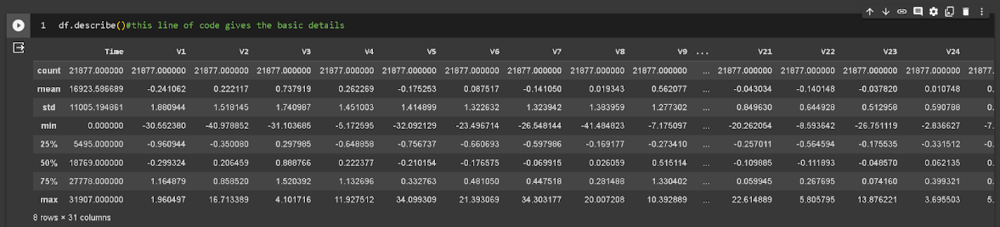 1 df.describe()#this line of code gives the basic details
Time V1 V2 V3 V4 V5 V6 V7 V8 V9 ... V21 V22 V23 V24
count 21877.000000 21877.000000 21877.000000 21877.000000 21877.000000 21877.000000 21877.000000 21877.000000 21877.000000 21877.000000 ... 21877.000000 21877.000000 21877.000000 21877.000000 21877.
mean 16923.586689 -0.241062 0.222117 0.737919 0.262269 -0.175253 0.087517 -0.141050 0.019343 0.562077 ... -0.043034 -0.140148 -0.037820 0.010748 0.
std 11005.194861 1.880944 1.518145 1.740987 1.451003 1.414899 1.322632 1.323942 1.383959 1.277302 ... 0.849630 0.644928 0.512958 0.590788 0.
min 0.000000 -30.552380 -40.978852 -31.103685 -5.172595 -32.092129 -23.496714 -26.548144 -41.484823 -7.175097 ... -20.262054 -8.593642 -26.751119 -2.836627 -7.
25% 5495.000000 -0.960944 -0.350080 0.297985 -0.648858 -0.756737 -0.660693 -0.597986 -0.169177 -0.273410 ... -0.257011 -0.564594 -0.175535 -0.331512 -0.
50% 18769.000000 -0.299324 0.206459 0.888766 0.222377 -0.210154 -0.176575 -0.069915 0.026059 0.515114 ... -0.109885 -0.111893 -0.048570 0.062135 0.
75% 27778.000000 1.164879 0.858520 1.520392 1.132696 0.332763 0.481050 0.447518 0.281488 1.330402 ... 0.059945 0.267695 0.074160 0.399321 0.
max 31907.000000 1.960497 16.713389 4.101716 11.927512 34.099309 21.393069 34.303177 20.007208 10.392889 ... 22.614889 5.805795 13.876221 3.695503 5.
8 rows × 31 columns